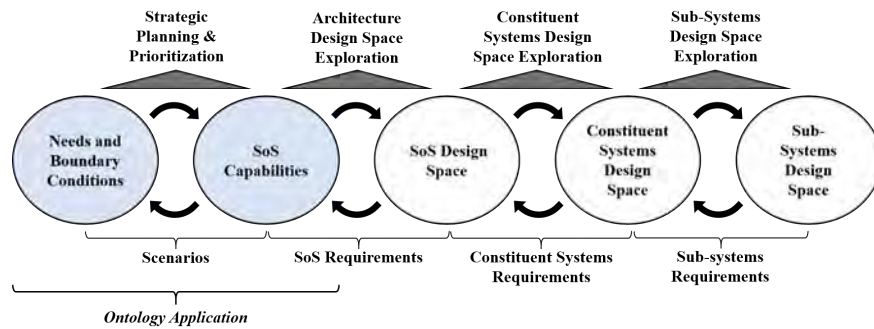 Strategic
Planning &
Prioritization
Architecture
Design Space
Exploration
Constituent
Systems Design
Space Exploration
Sub-Systems
Design Space
Exploration
Needs and
Boundary
Conditions
SoS
Capabilities
SoS Design
Space
Constituent
Systems
Design
Space
Sub-
Systems
Design
Space
Scenarios
SoS Requirements
Constituent Systems
Requirements
Sub-systems
Requirements
Ontology Application